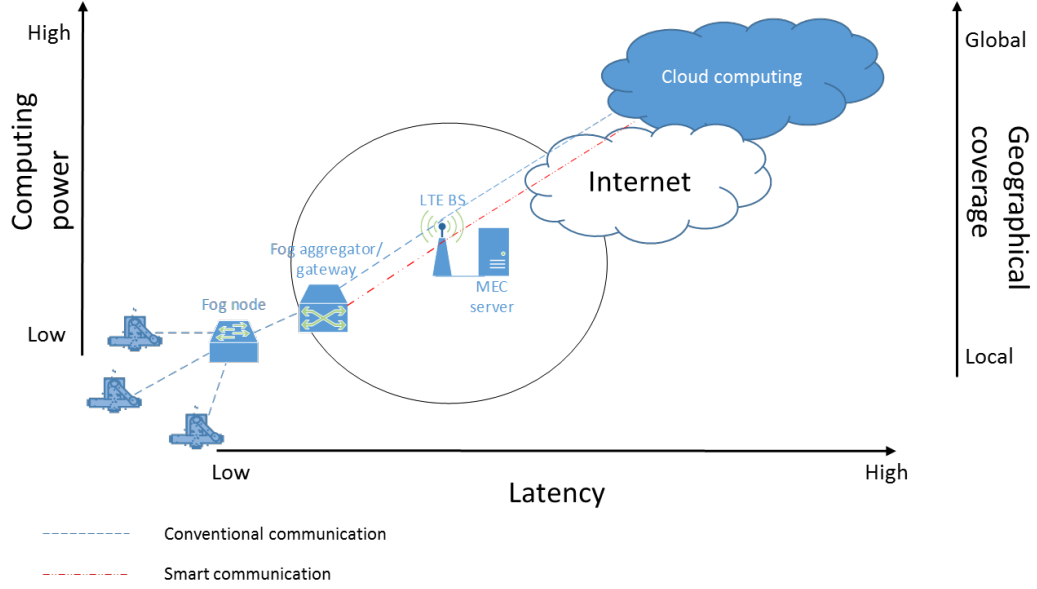 High
Computing
power
Low
Cloud computing
Internet
LTE BS
MEC
server
Fog aggregator/
gateway
Fog node
Global
Geographical
coverage
Local
Low
High
Latency
Conventional communication
Smart communication